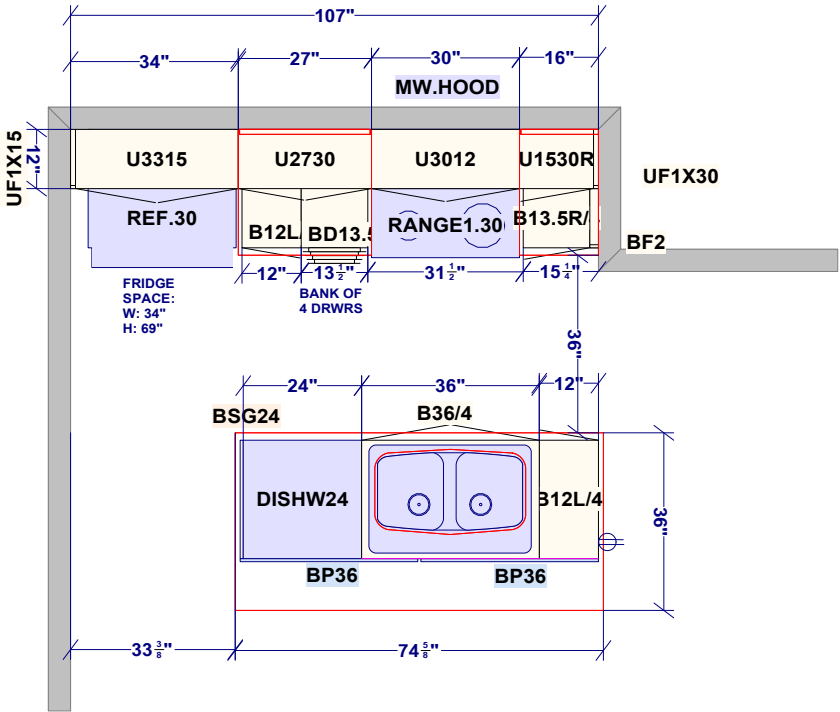 107"
34"
27"
30"
16"
MW.HOOD
UF1X15
12"
U3315
U2730
U3012
U1530R
UF1X30
REF.30
B12L/
BD13.5
RANGE1.30
B13.5R/
BF2
12"
13 1/2"
31 1/2"
15 1/4"
FRIDGE
SPACE:
W: 34"
H: 69"
BANK OF
4 DRWRS
36"
24"
36"
12"
BSG24
B36/4
DISHW24
B12L/4
36"
BP36
BP36
33 3/8"
74 5/8"